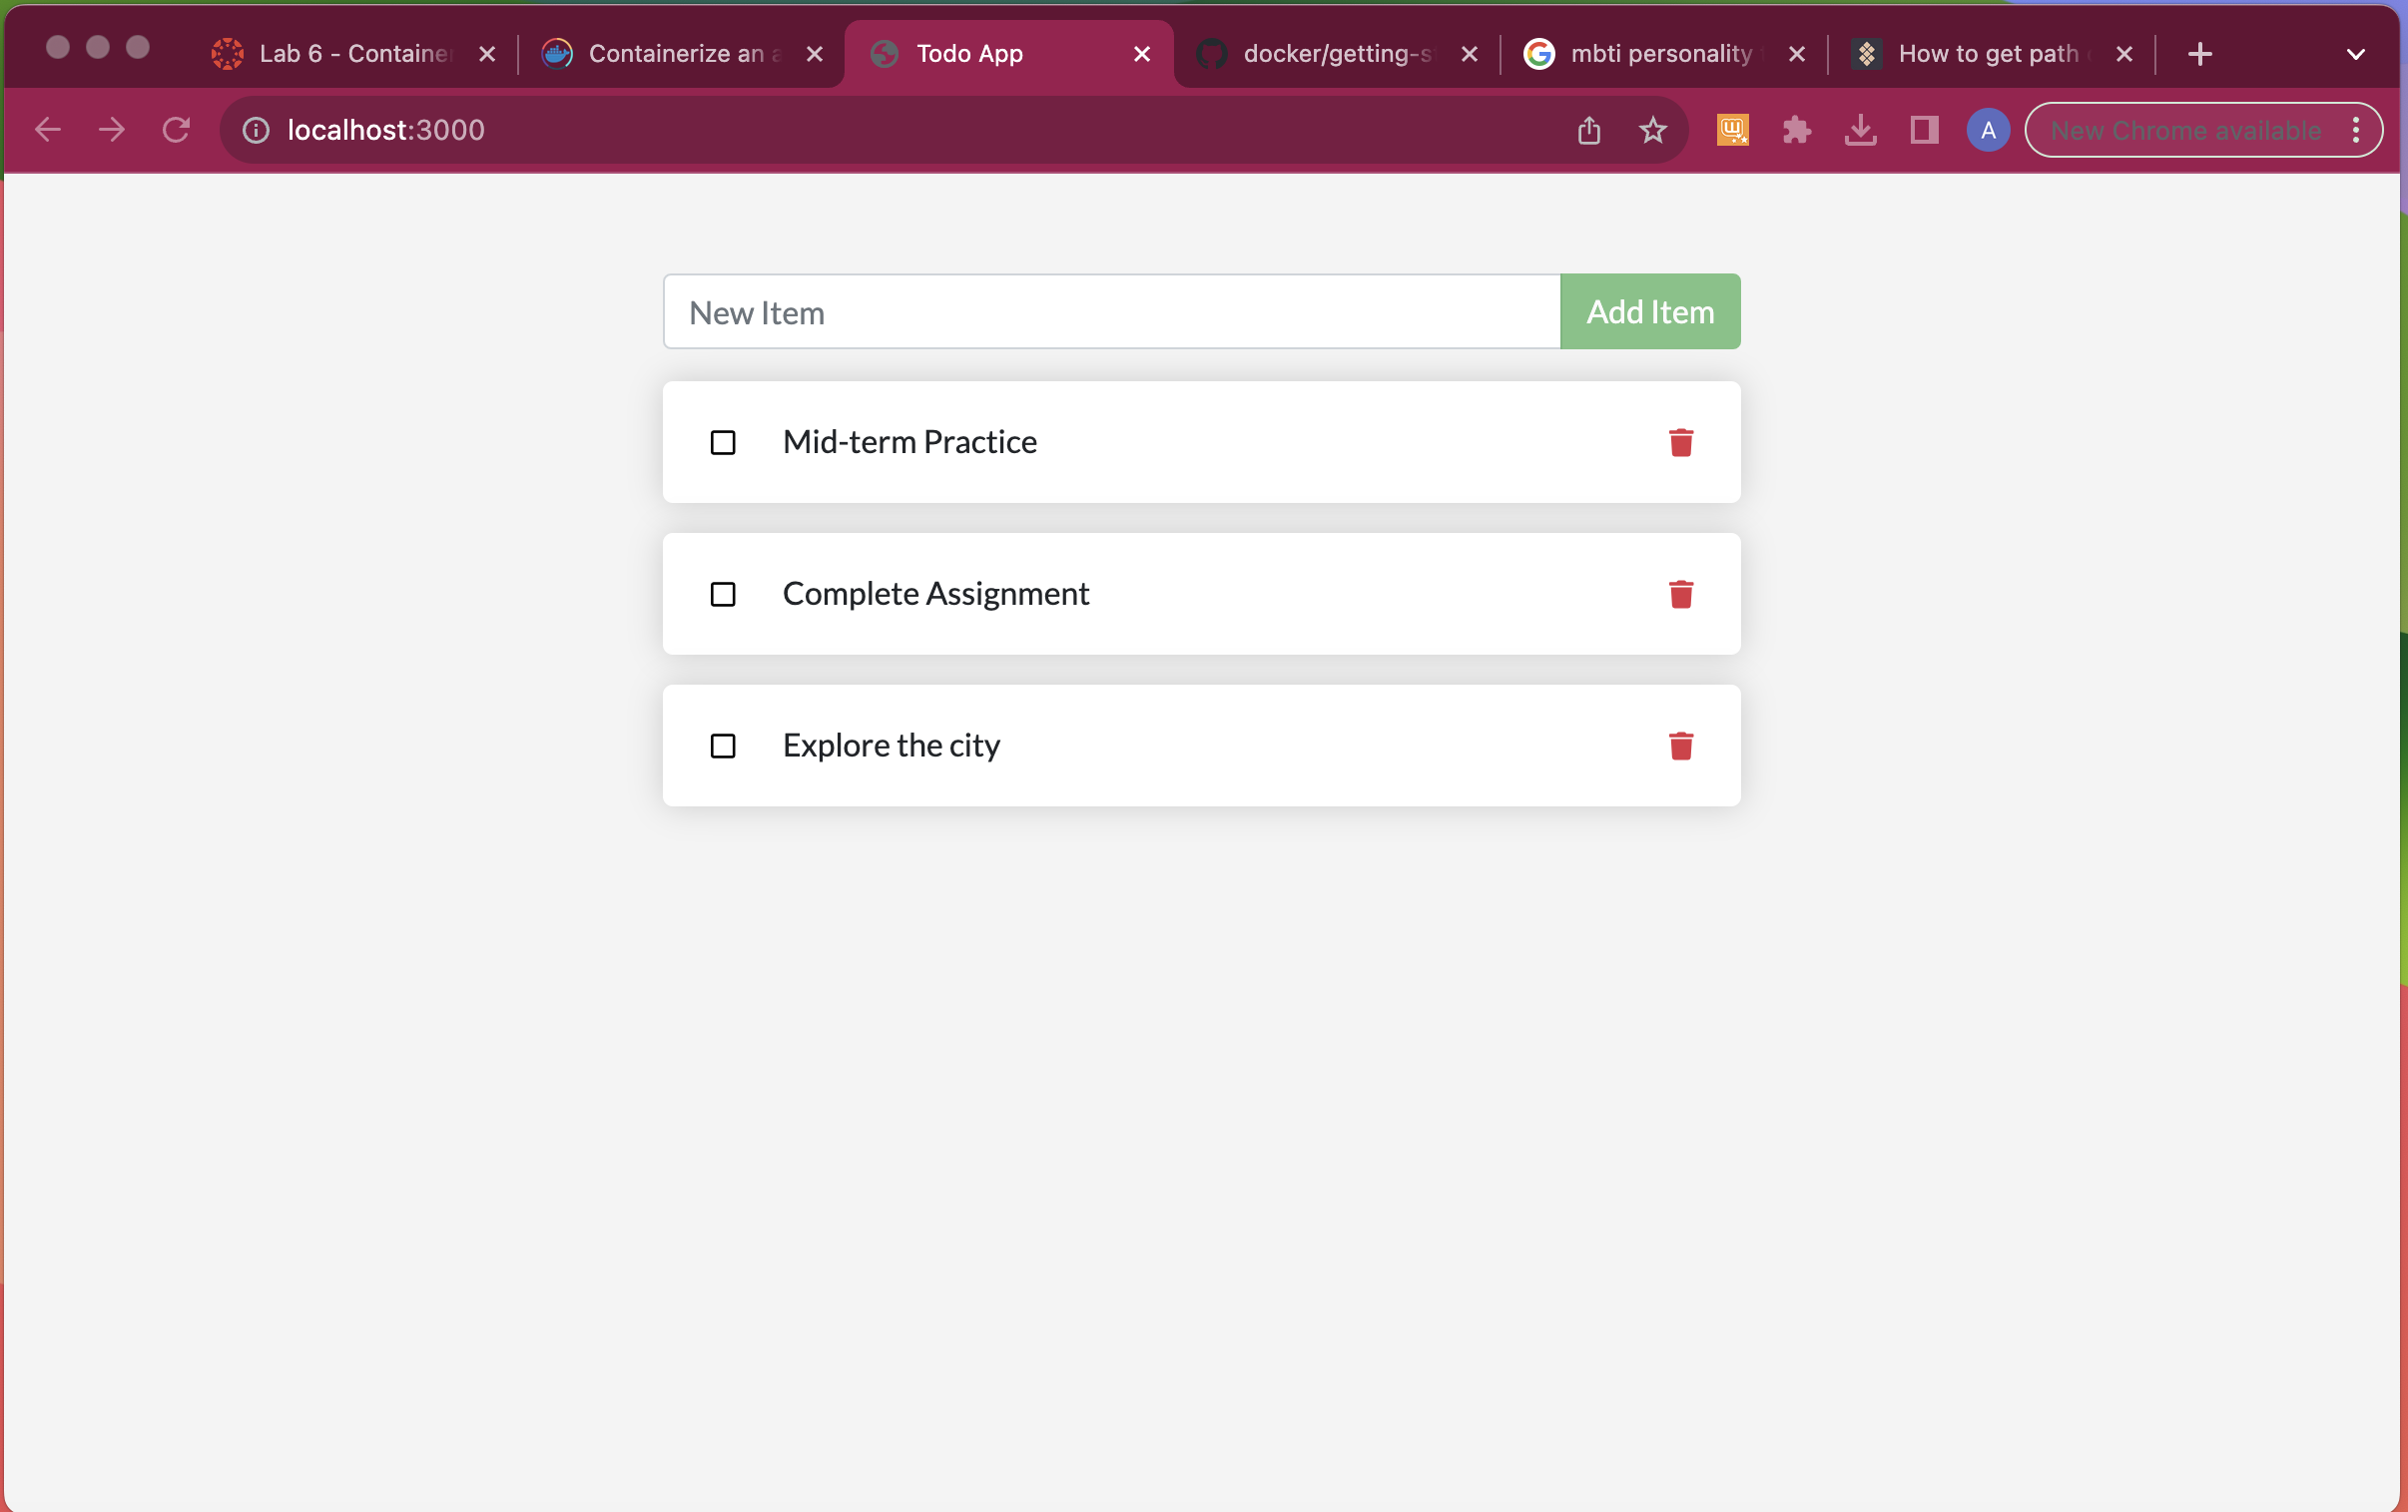 Lab 6 - Container
Containerize an a
Todo App
docker/getting-s
mbti personality
How to get path
localhost:3000
A
New Chrome available
New Item
Add Item
Mid-term Practice
Complete Assignment
Explore the city